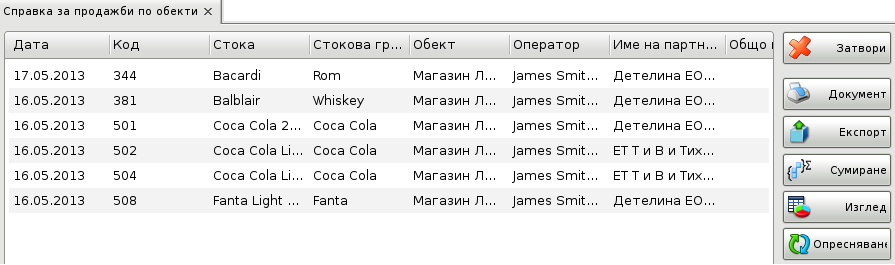 Справка за продажби по обекти ×
Дата Код Стока Стокова гр... Обект Оператор Име на партн... Общо
17.05.2013 344 Bacardi Rom Магазин Л... James Smit... Детелина ЕО...
16.05.2013 381 Balblair Whiskey Магазин Л... James Smit... Детелина ЕО...
16.05.2013 501 Coca Cola 2... Coca Cola Магазин Л... James Smit... Детелина ЕО...
16.05.2013 502 Coca Cola Li... Coca Cola Магазин Л... James Smit... ЕТ Т и В и Тих...
16.05.2013 504 Coca Cola Li... Coca Cola Магазин Л... James Smit... ЕТ Т и В и Тих...
16.05.2013 508 Fanta Light ... Fanta Магазин Л... James Smit... Детелина ЕО...
Затвори
Документ
Експорт
Сумиране
Изглед
Опресняване